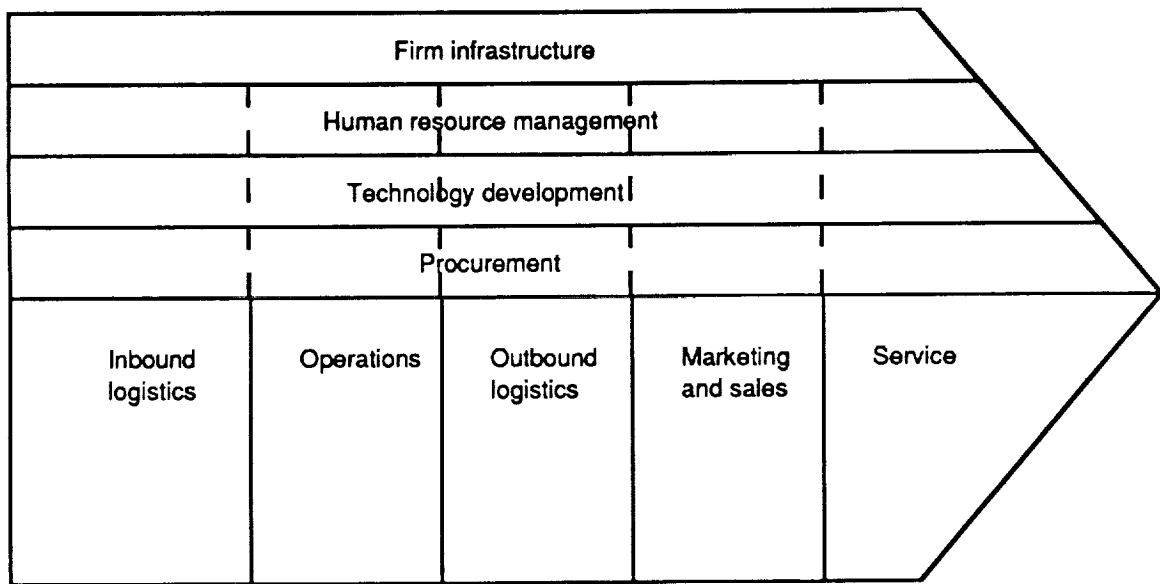 Firm infrastructure
Human resource management
Technology development
Procurement
Inbound
logistics
Operations
Outbound
logistics
Marketing
and sales
Service